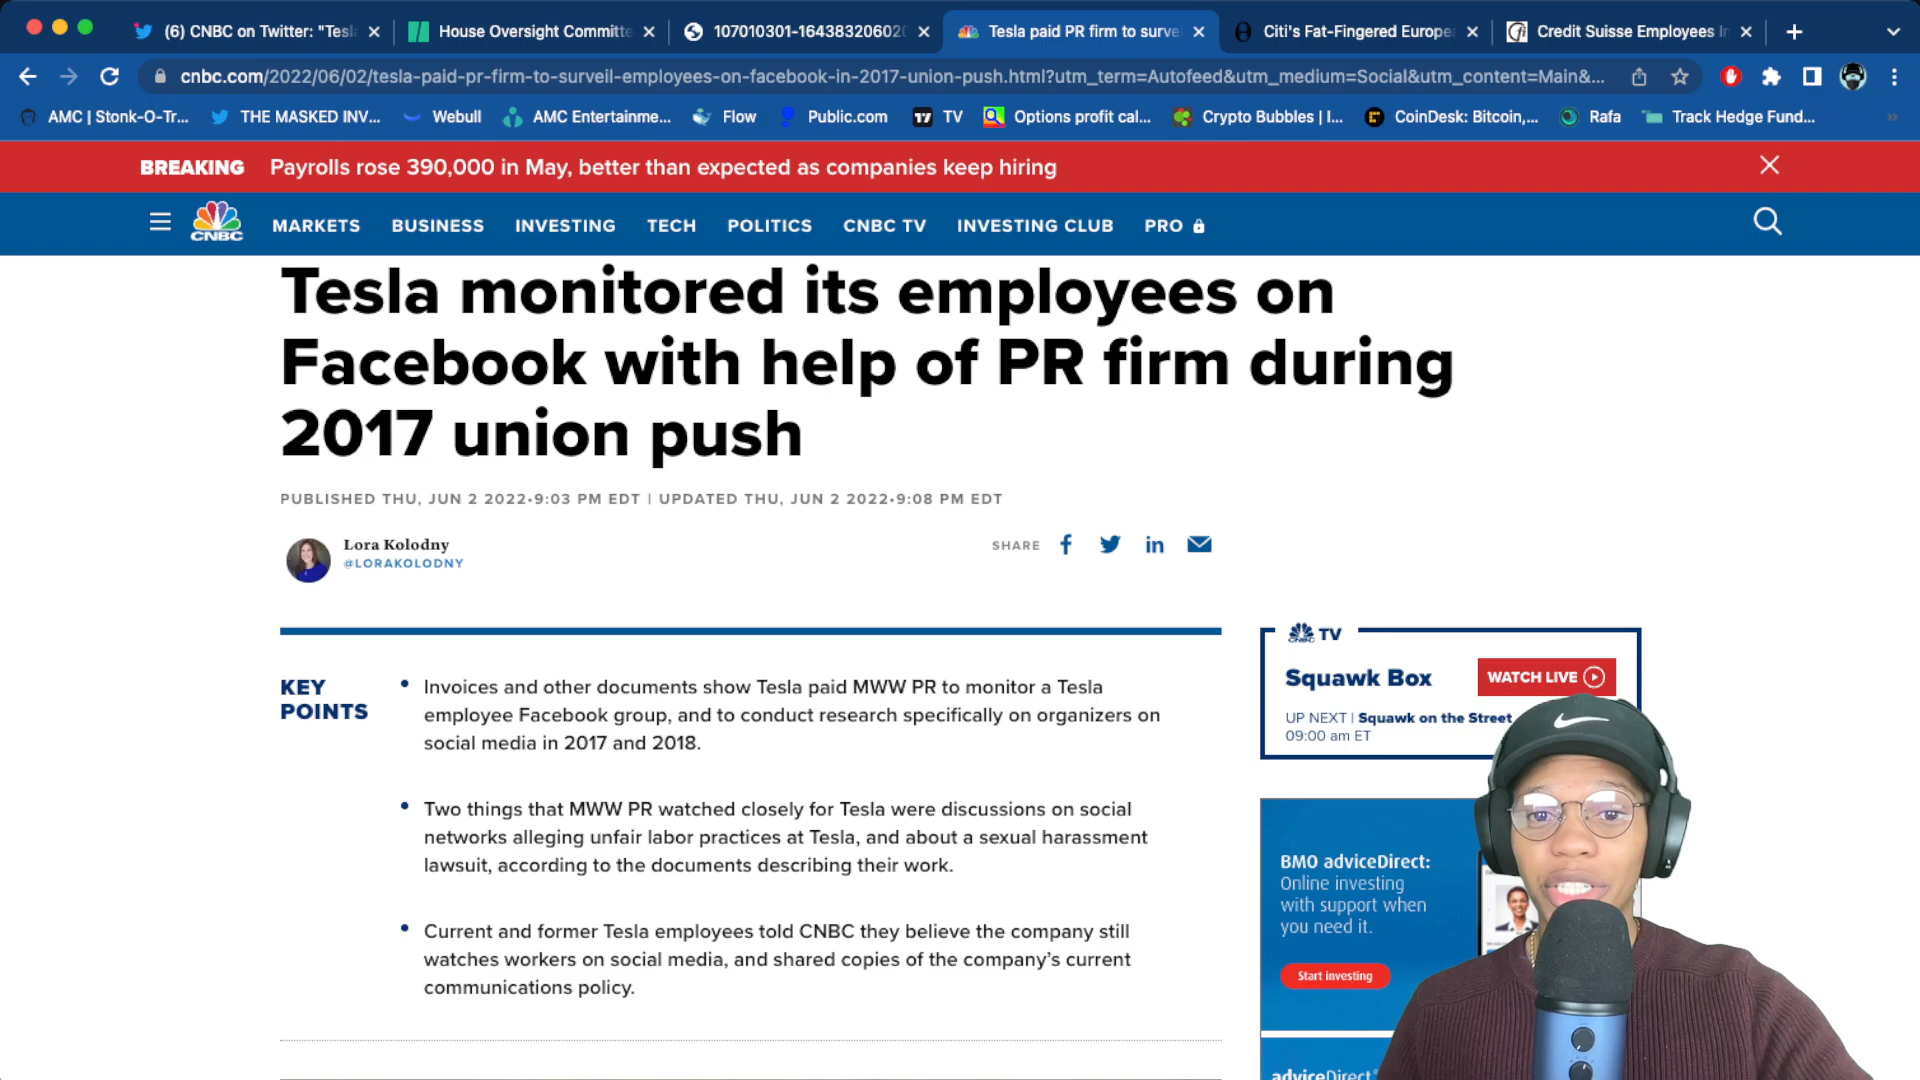 (6) CNBC on Twitter: "Tesla
House Oversight Committe
107010301-16438320602
Tesla paid PR firm to surve
Citi's Fat-Fingered Europe
Credit Suisse Employees In
cnbc.com/2022/06/02/tesla-paid-pr-firm-to-surveil-employees-on-facebook-in-2017-union-push.html?utm_term=Autofeed&utm_medium=Social&utm_content=Main&...
AMC | Stonk-O-Tr...
THE MASKED INV...
Webull
AMC Entertainme...
Flow
Public.com
TV
Options profit cal...
Crypto Bubbles | I...
CoinDesk: Bitcoin,...
Rafa
Track Hedge Fund...
»
BREAKING Payrolls rose 390,000 in May, better than expected as companies keep hiring
CNBC
MARKETS BUSINESS INVESTING TECH POLITICS CNBC TV INVESTING CLUB PRO
Tesla monitored its employees on
Facebook with help of PR firm during
2017 union push
PUBLISHED THU, JUN 2 2022•9:03 PM EDT | UPDATED THU, JUN 2 2022•9:08 PM EDT
Lora Kolodny
@LORAKOLODNY
SHARE
KEY
POINTS
• Invoices and other documents show Tesla paid MWW PR to monitor a Tesla
employee Facebook group, and to conduct research specifically on organizers on
social media in 2017 and 2018.
• Two things that MWW PR watched closely for Tesla were discussions on social
networks alleging unfair labor practices at Tesla, and about a sexual harassment
lawsuit, according to the documents describing their work.
• Current and former Tesla employees told CNBC they believe the company still
watches workers on social media, and shared copies of the company's current
communications policy.
CNBC TV
Squawk Box
WATCH LIVE
UP NEXT | Squawk on the Street
09:00 am ET
BMO adviceDirect:
Online investing
with support when
you need it.
Start investing
adviceDirect